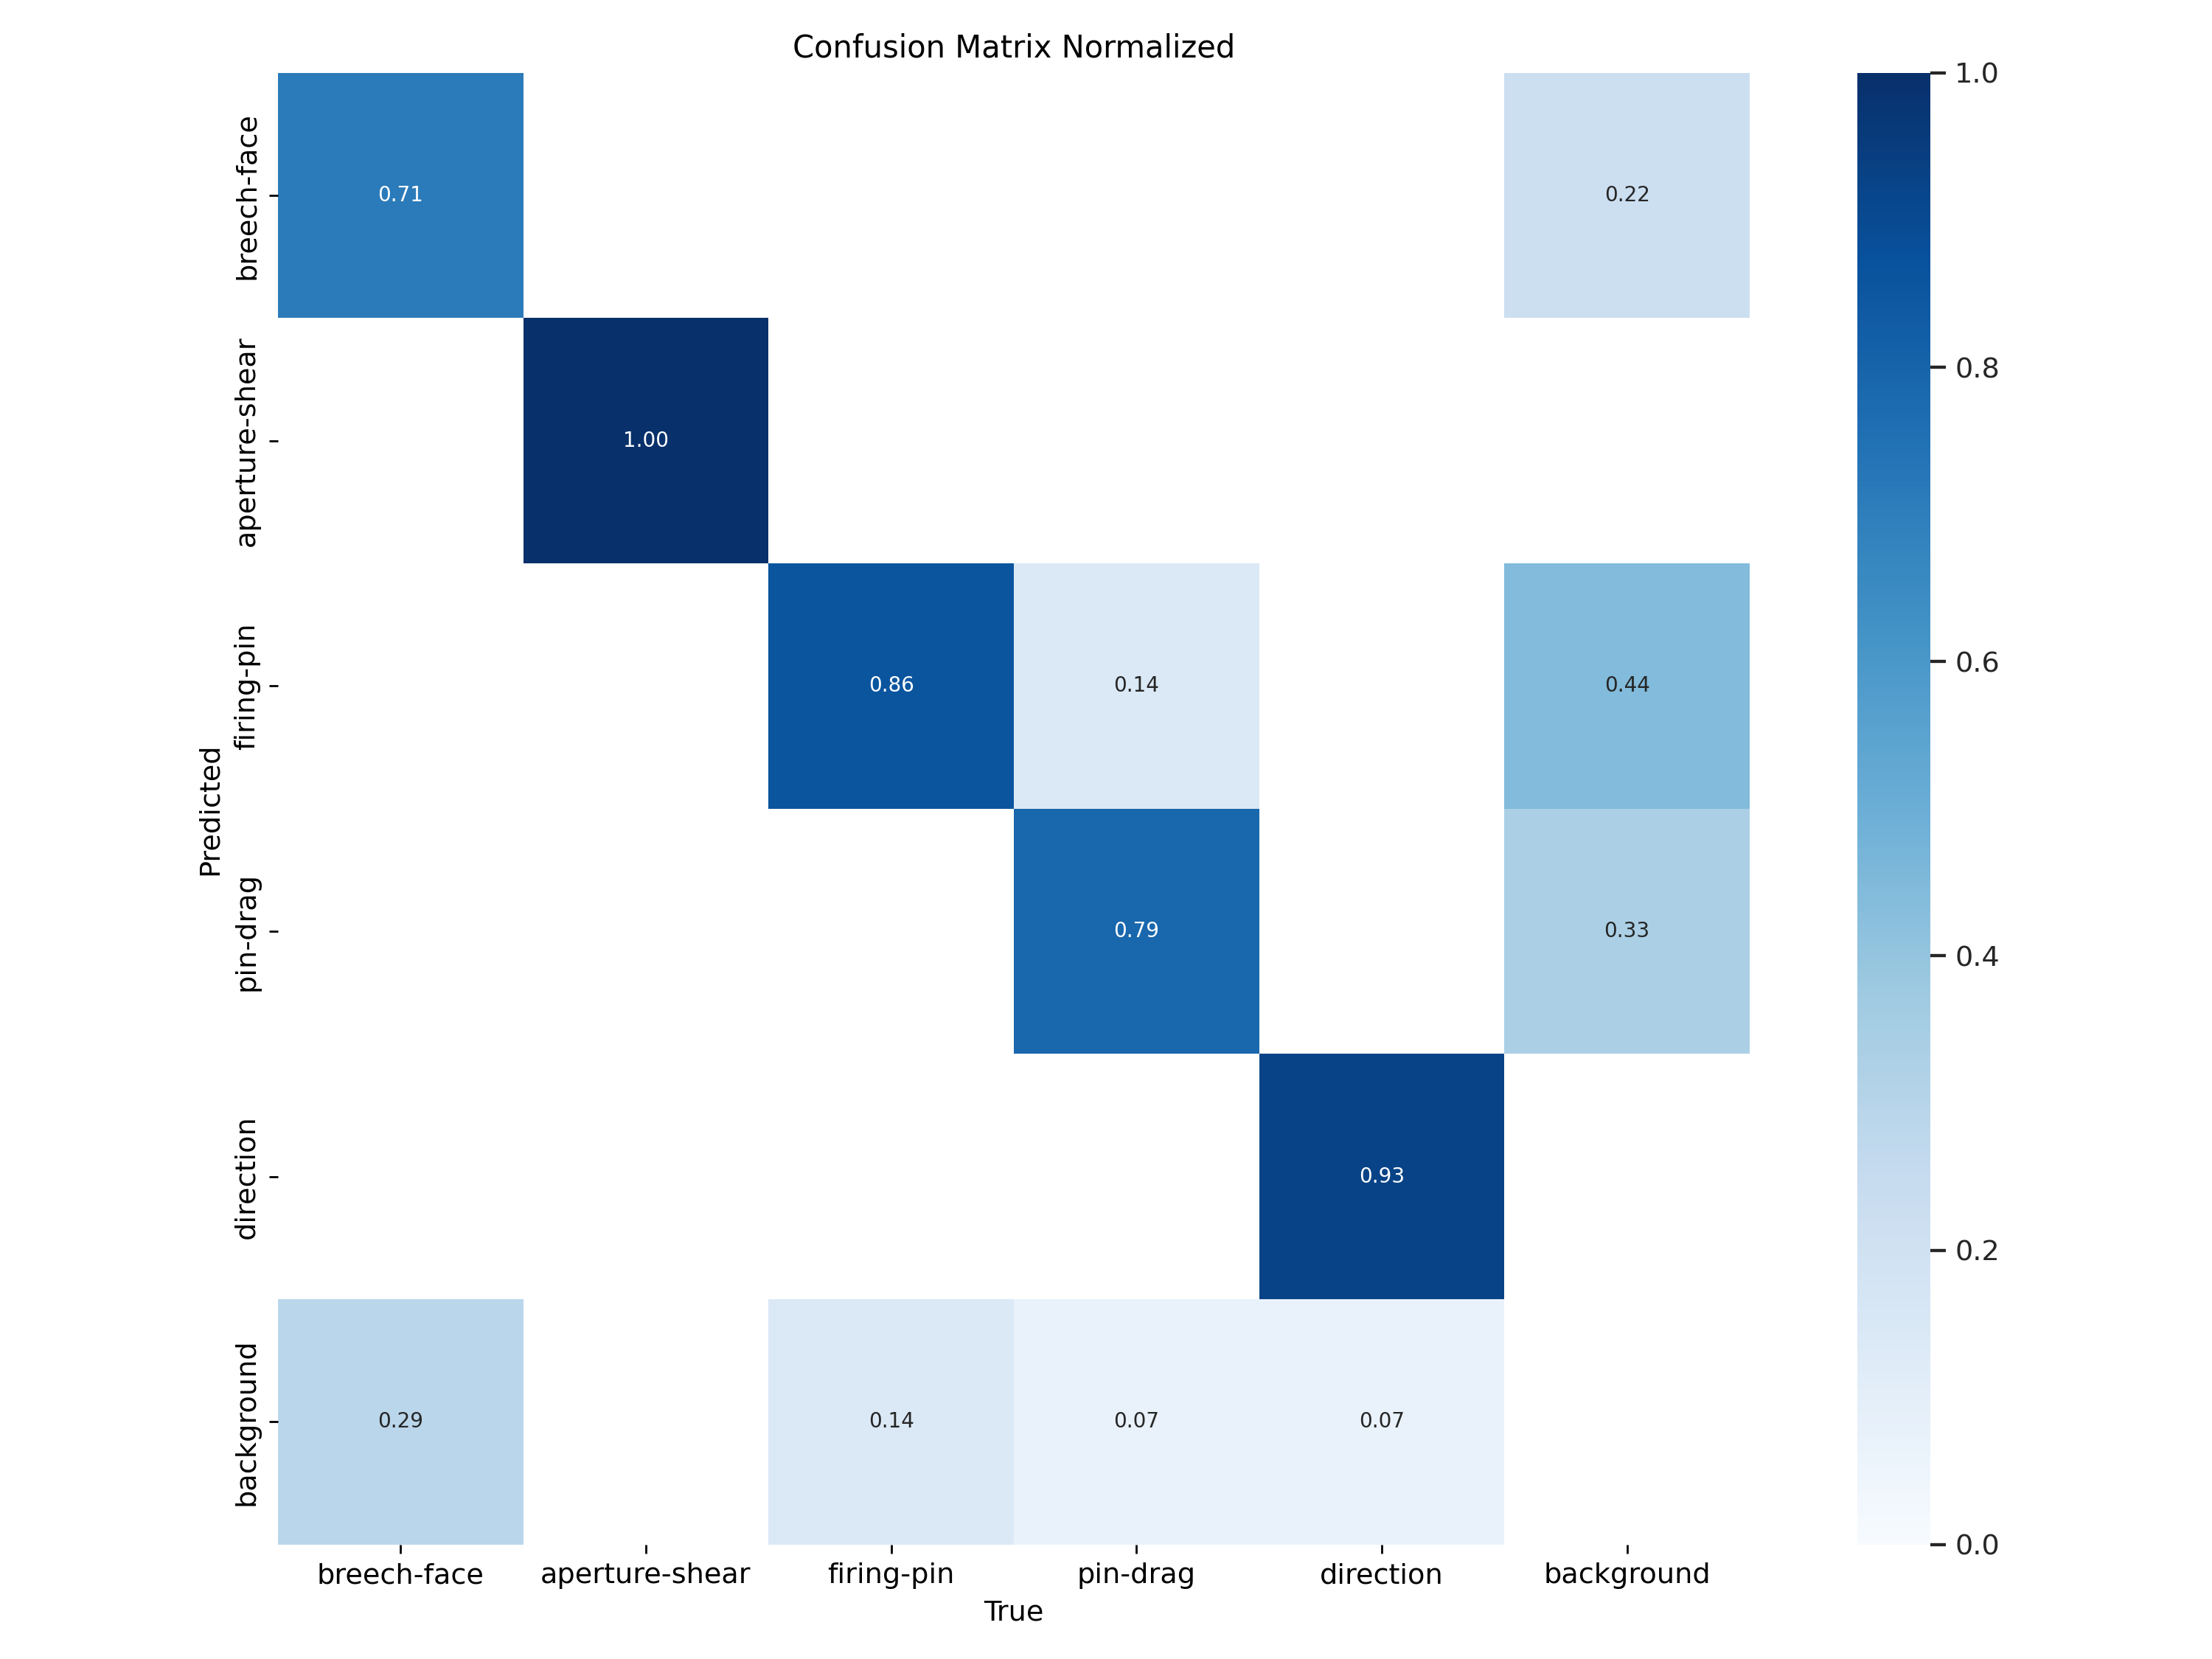 Confusion Matrix Normalized
breech-face
0.71
0.22
aperture-shear
1.00
firing-pin
0.86
0.14
0.44
pin-drag
0.79
0.33
direction
0.93
background
0.29
0.14
0.07
0.07
Predicted
breech-face
aperture-shear
firing-pin
pin-drag
direction
background
True
1.0
0.8
0.6
0.4
0.2
0.0